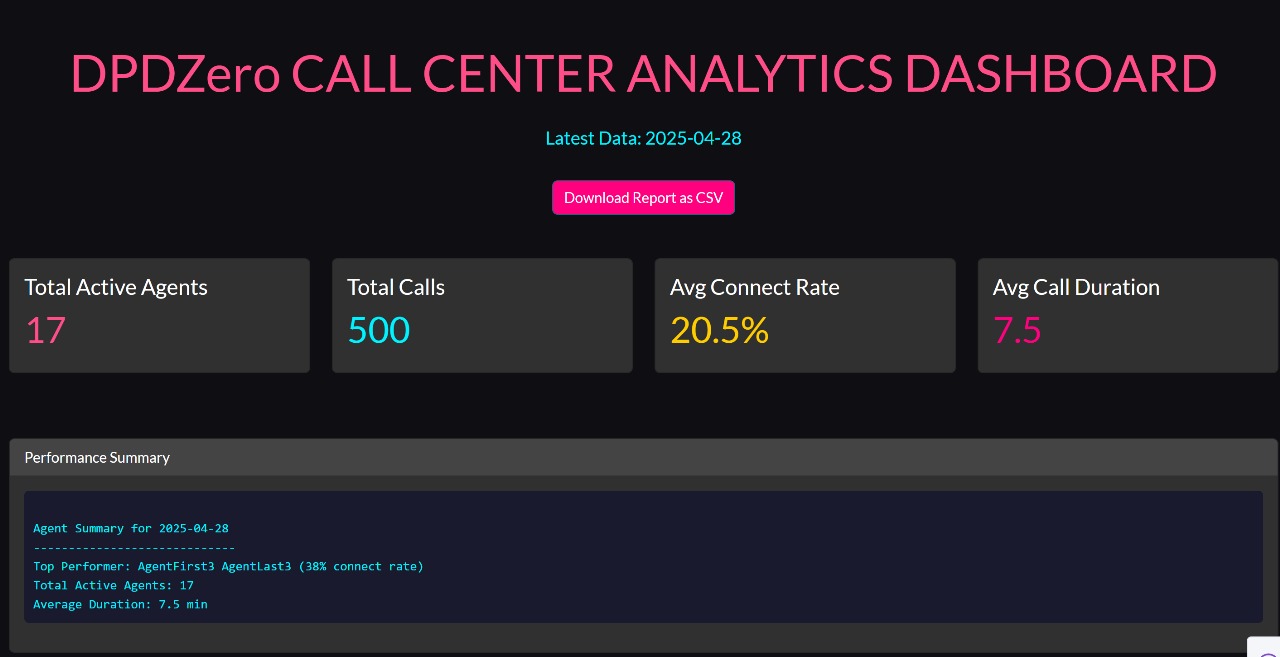 DPDZero CALL CENTER ANALYTICS DASHBOARD
Latest Data: 2025-04-28
Download Report as CSV
Total Active Agents
17
Total Calls
500
Avg Connect Rate
20.5%
Avg Call Duration
7.5
Performance Summary
Agent Summary for 2025-04-28
-----------------------------
Top Performer: AgentFirst3 AgentLast3 (38% connect rate)
Total Active Agents: 17
Average Duration: 7.5 min